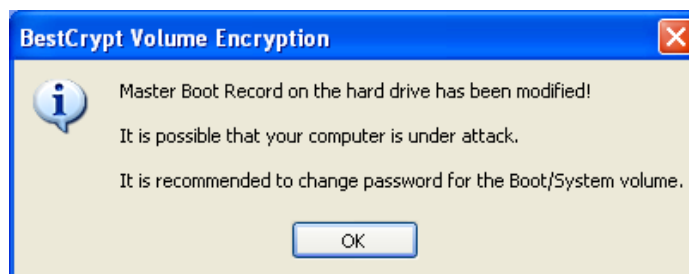 BestCrypt Volume Encryption
Master Boot Record on the hard drive has been modified!
It is possible that your computer is under attack.
It is recommended to change password for the Boot/System volume.
OK